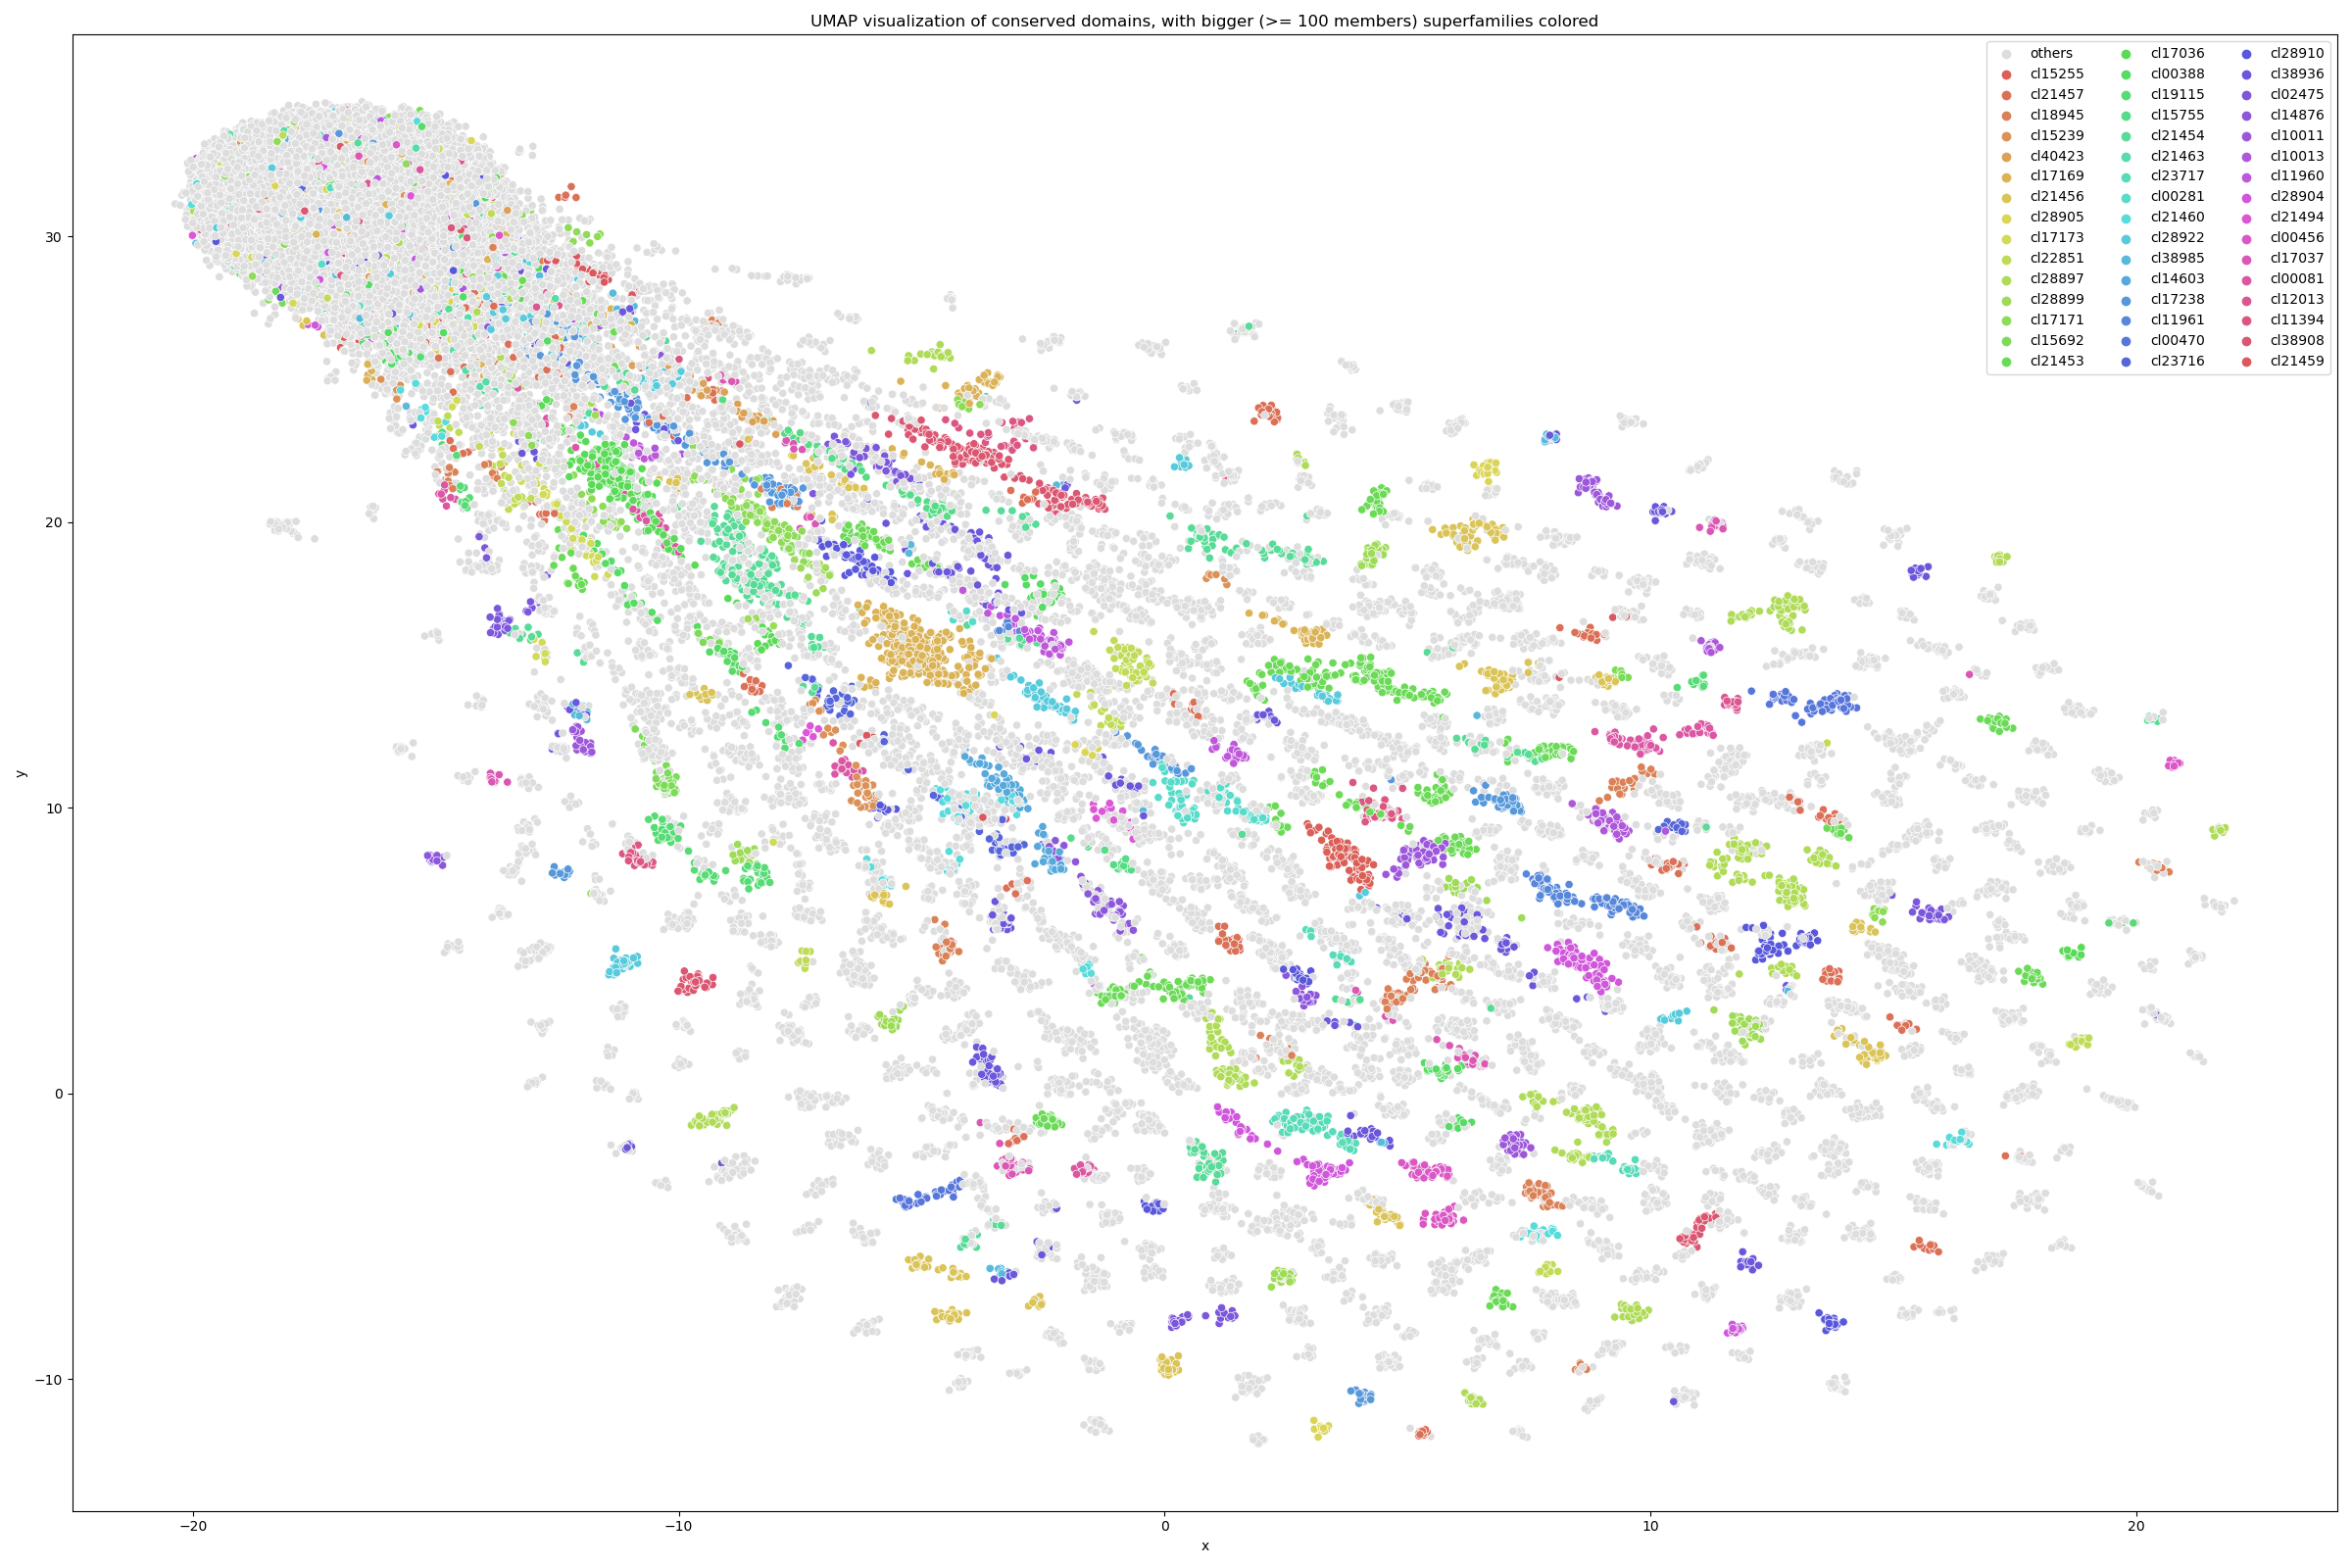 UMAP visualization of conserved domains, with bigger (>= 100 members) superfamilies colored
others cl17036 cl28910
cl15255 cl00388 cl38936
cl21457 cl19115 cl02475
cl18945 cl15755 cl14876
cl15239 cl21454 cl10011
cl40423 cl21463 cl10013
cl17169 cl23717 cl11960
cl21456 cl00281 cl28904
cl28905 cl21460 cl21494
cl17173 cl28922 cl00456
cl22851 cl38985 cl17037
cl28897 cl14603 cl00081
cl28899 cl17238 cl12013
cl17171 cl11961 cl11394
cl15692 cl00470 cl38908
cl21453 cl23716 cl21459
30
20
y
10
0
−10
−20 −10 0 10 20
x